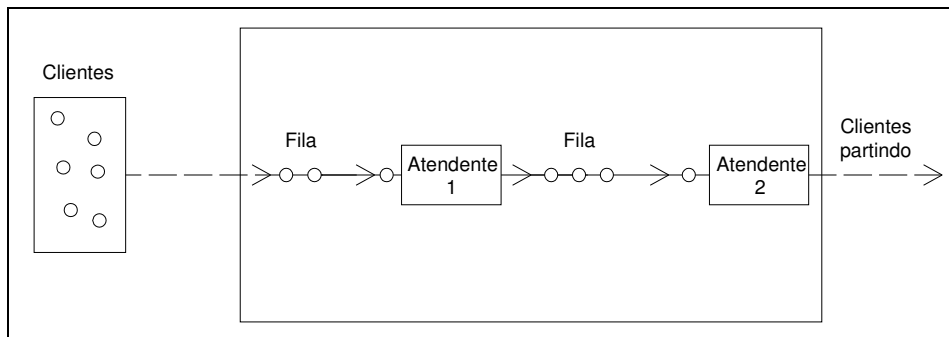 Clientes
Fila
Atendente
1
Fila
Atendente
2
Clientes
partindo